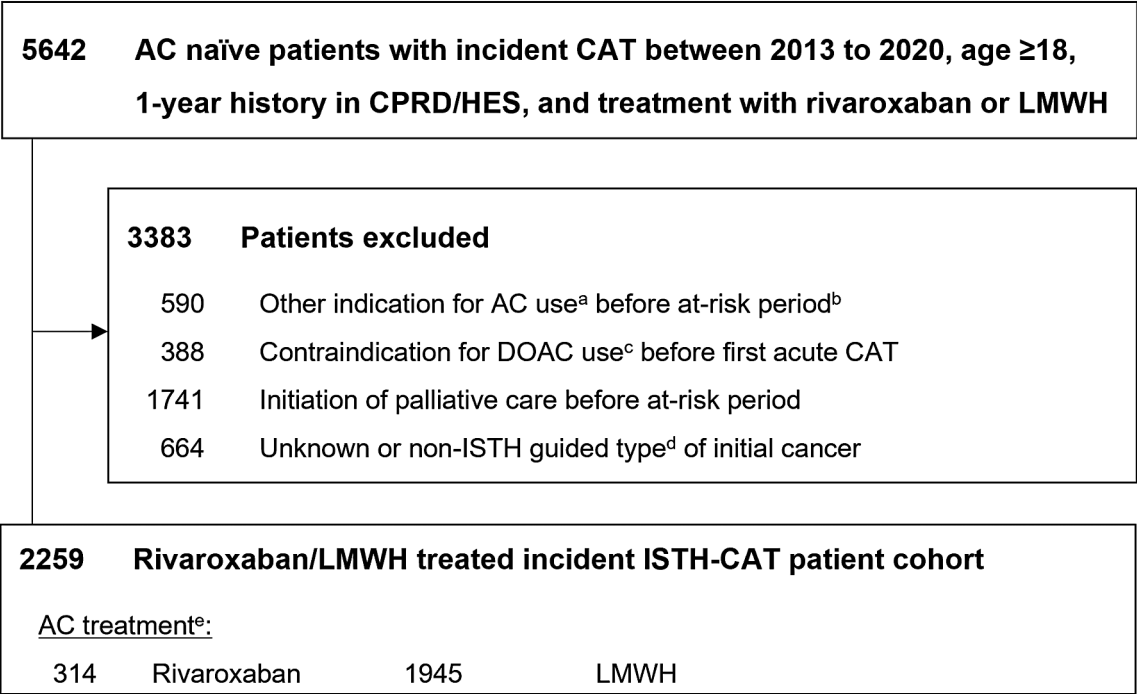 5642 AC naïve patients with incident CAT between 2013 to 2020, age ≥18,
1-year history in CPRD/HES, and treatment with rivaroxaban or LMWH
3383 Patients excluded
590 Other indication for AC useᵃ before at-risk periodᵇ
388 Contraindication for DOAC useᶜ before first acute CAT
1741 Initiation of palliative care before at-risk period
664 Unknown or non-ISTH guided typeᵈ of initial cancer
2259 Rivaroxaban/LMWH treated incident ISTH-CAT patient cohort
AC treatmentᵉ:
314 Rivaroxaban 1945 LMWH